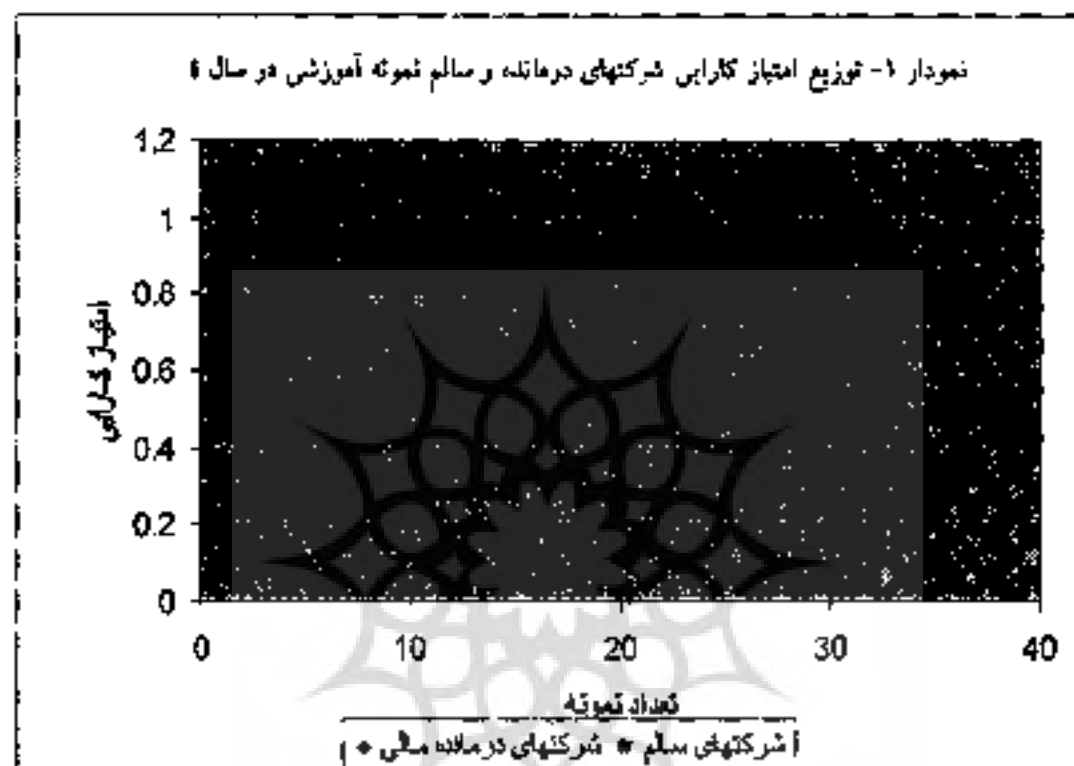 نمودار ۱- توزیع امتیاز کارایی شرکتهای درمانده و سالم نمونه آموزشی در سال t
1,2
1
0,8
0,6
0,4
0,2
0
امتیاز کارایی
0 10 20 30 40
تعداد نمونه
شرکتهای سالم شرکتهای درمانده مالی